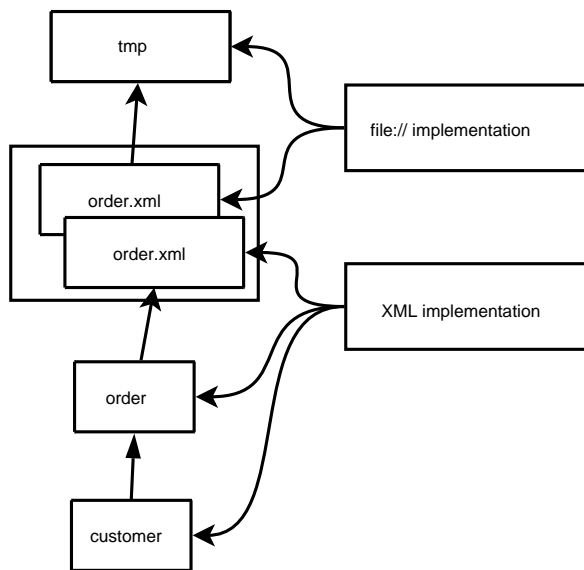 tmp
file:// implementation
order.xml
order.xml
XML implementation
order
customer